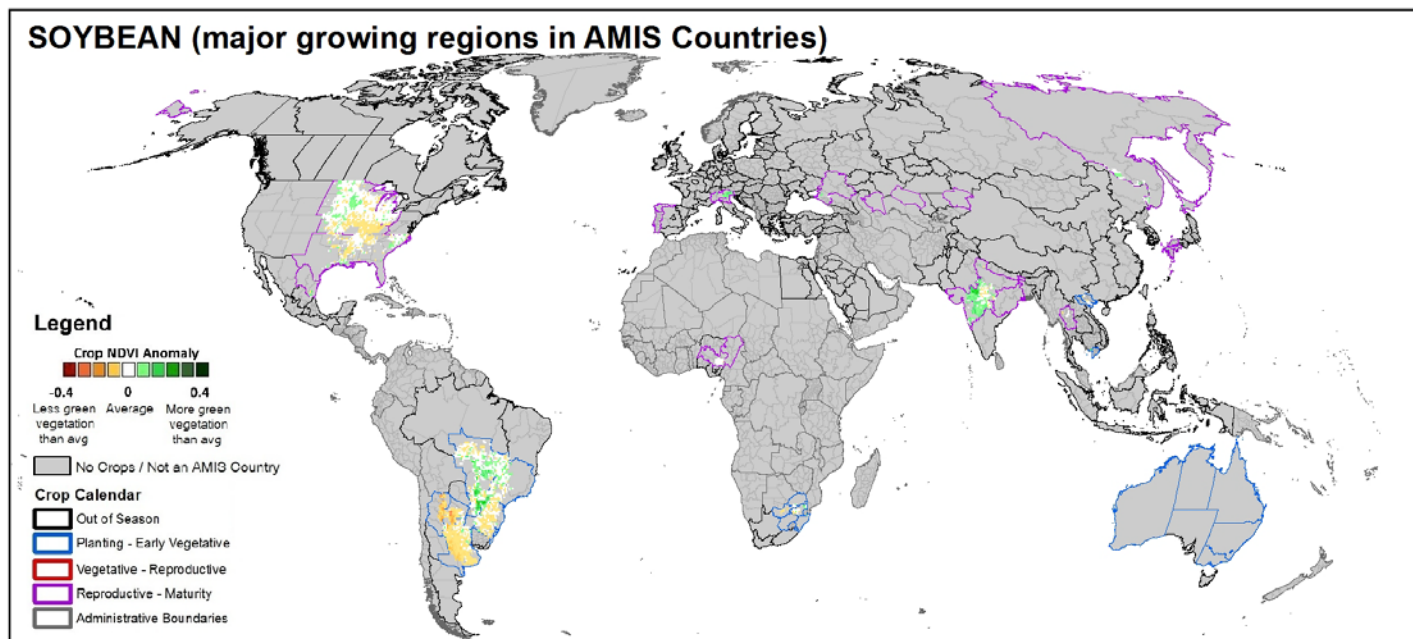 SOYBEAN (major growing regions in AMIS Countries)
Legend
Crop NDVI Anomaly
-0.4 0 0.4
Less green vegetation than avg
Average
More green vegetation than avg
No Crops / Not an AMIS Country
Crop Calendar
Out of Season
Planting - Early Vegetative
Vegetative - Reproductive
Reproductive - Maturity
Administrative Boundaries